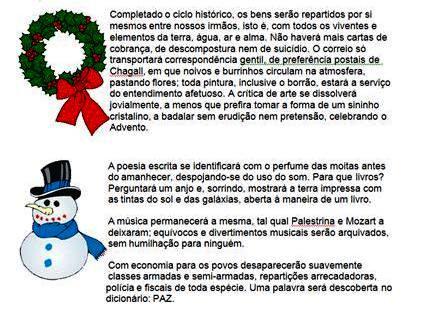 Completado o ciclo histórico, os bens serão repartidos por si
mesmos entre nossos irmãos, isto é, com todos os viventes e
elementos da terra, água, ar e alma. Não haverá mais cartas de
cobrança, de descompostura nem de suicídio. O correio só
transportará correspondência gentil, de preferência postais de
Chagall, em que noivos e burrinhos circulam na atmosfera,
pastando flores; toda pintura, inclusive o borrão, estará a serviço
do entendimento afetuoso. A crítica de arte se dissolverá
jovialmente, a menos que prefira tomar a forma de um sininho
cristalino, a badalar sem erudição nem pretensão, celebrando o
Advento.
A poesia escrita se identificará com o perfume das moitas antes
do amanhecer, despojando-se do uso do som. Para que livros?
Perguntará um anjo e, sorrindo, mostrará a terra impressa com
as tintas do sol e das galáxias, aberta à maneira de um livro.
A música permanecerá a mesma, tal qual Palestrina e Mozart a
deixaram; equívocos e divertimentos musicais serão arquivados,
sem humilhação para ninguém.
Com economia para os povos desaparecerão suavemente
classes armadas e semi-armadas, repartições arrecadadoras,
polícia e fiscais de toda espécie. Uma palavra será descoberta no
dicionário: PAZ.